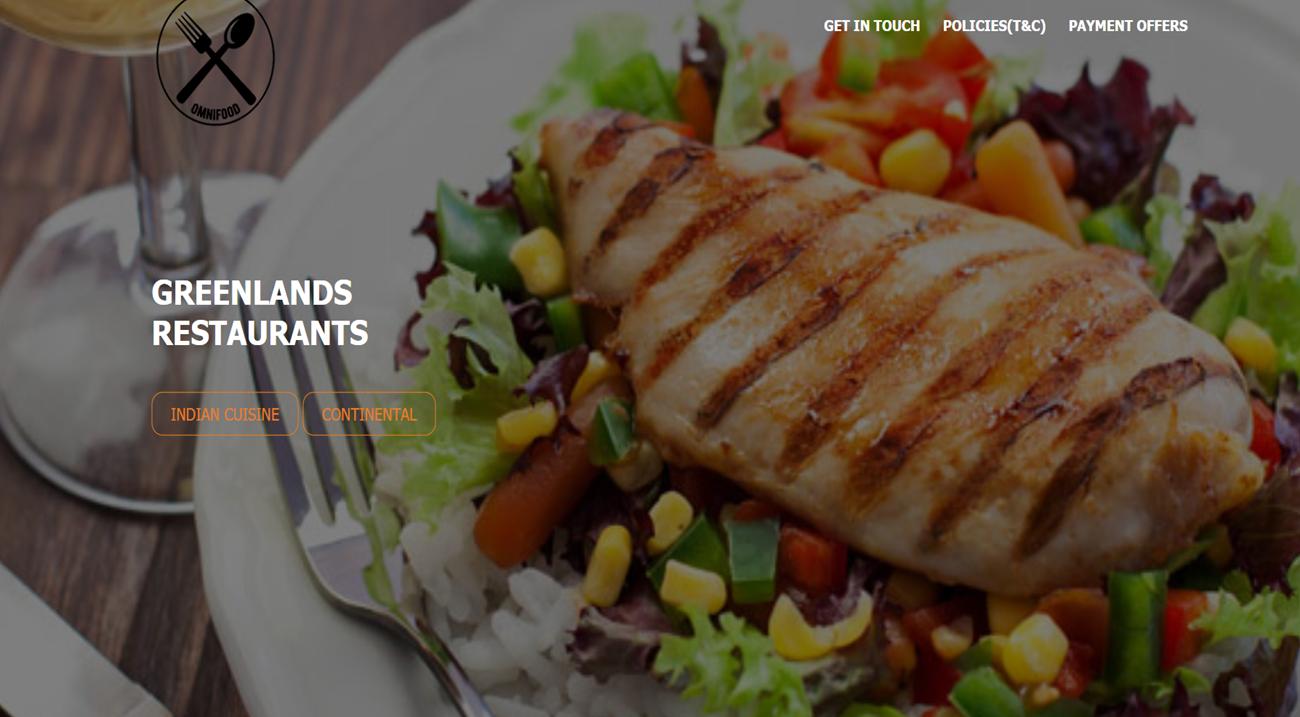 OMNIFOOD
GET IN TOUCH POLICIES(T&C) PAYMENT OFFERS
GREENLANDS
RESTAURANTS
INDIAN CUISINE CONTINENTAL